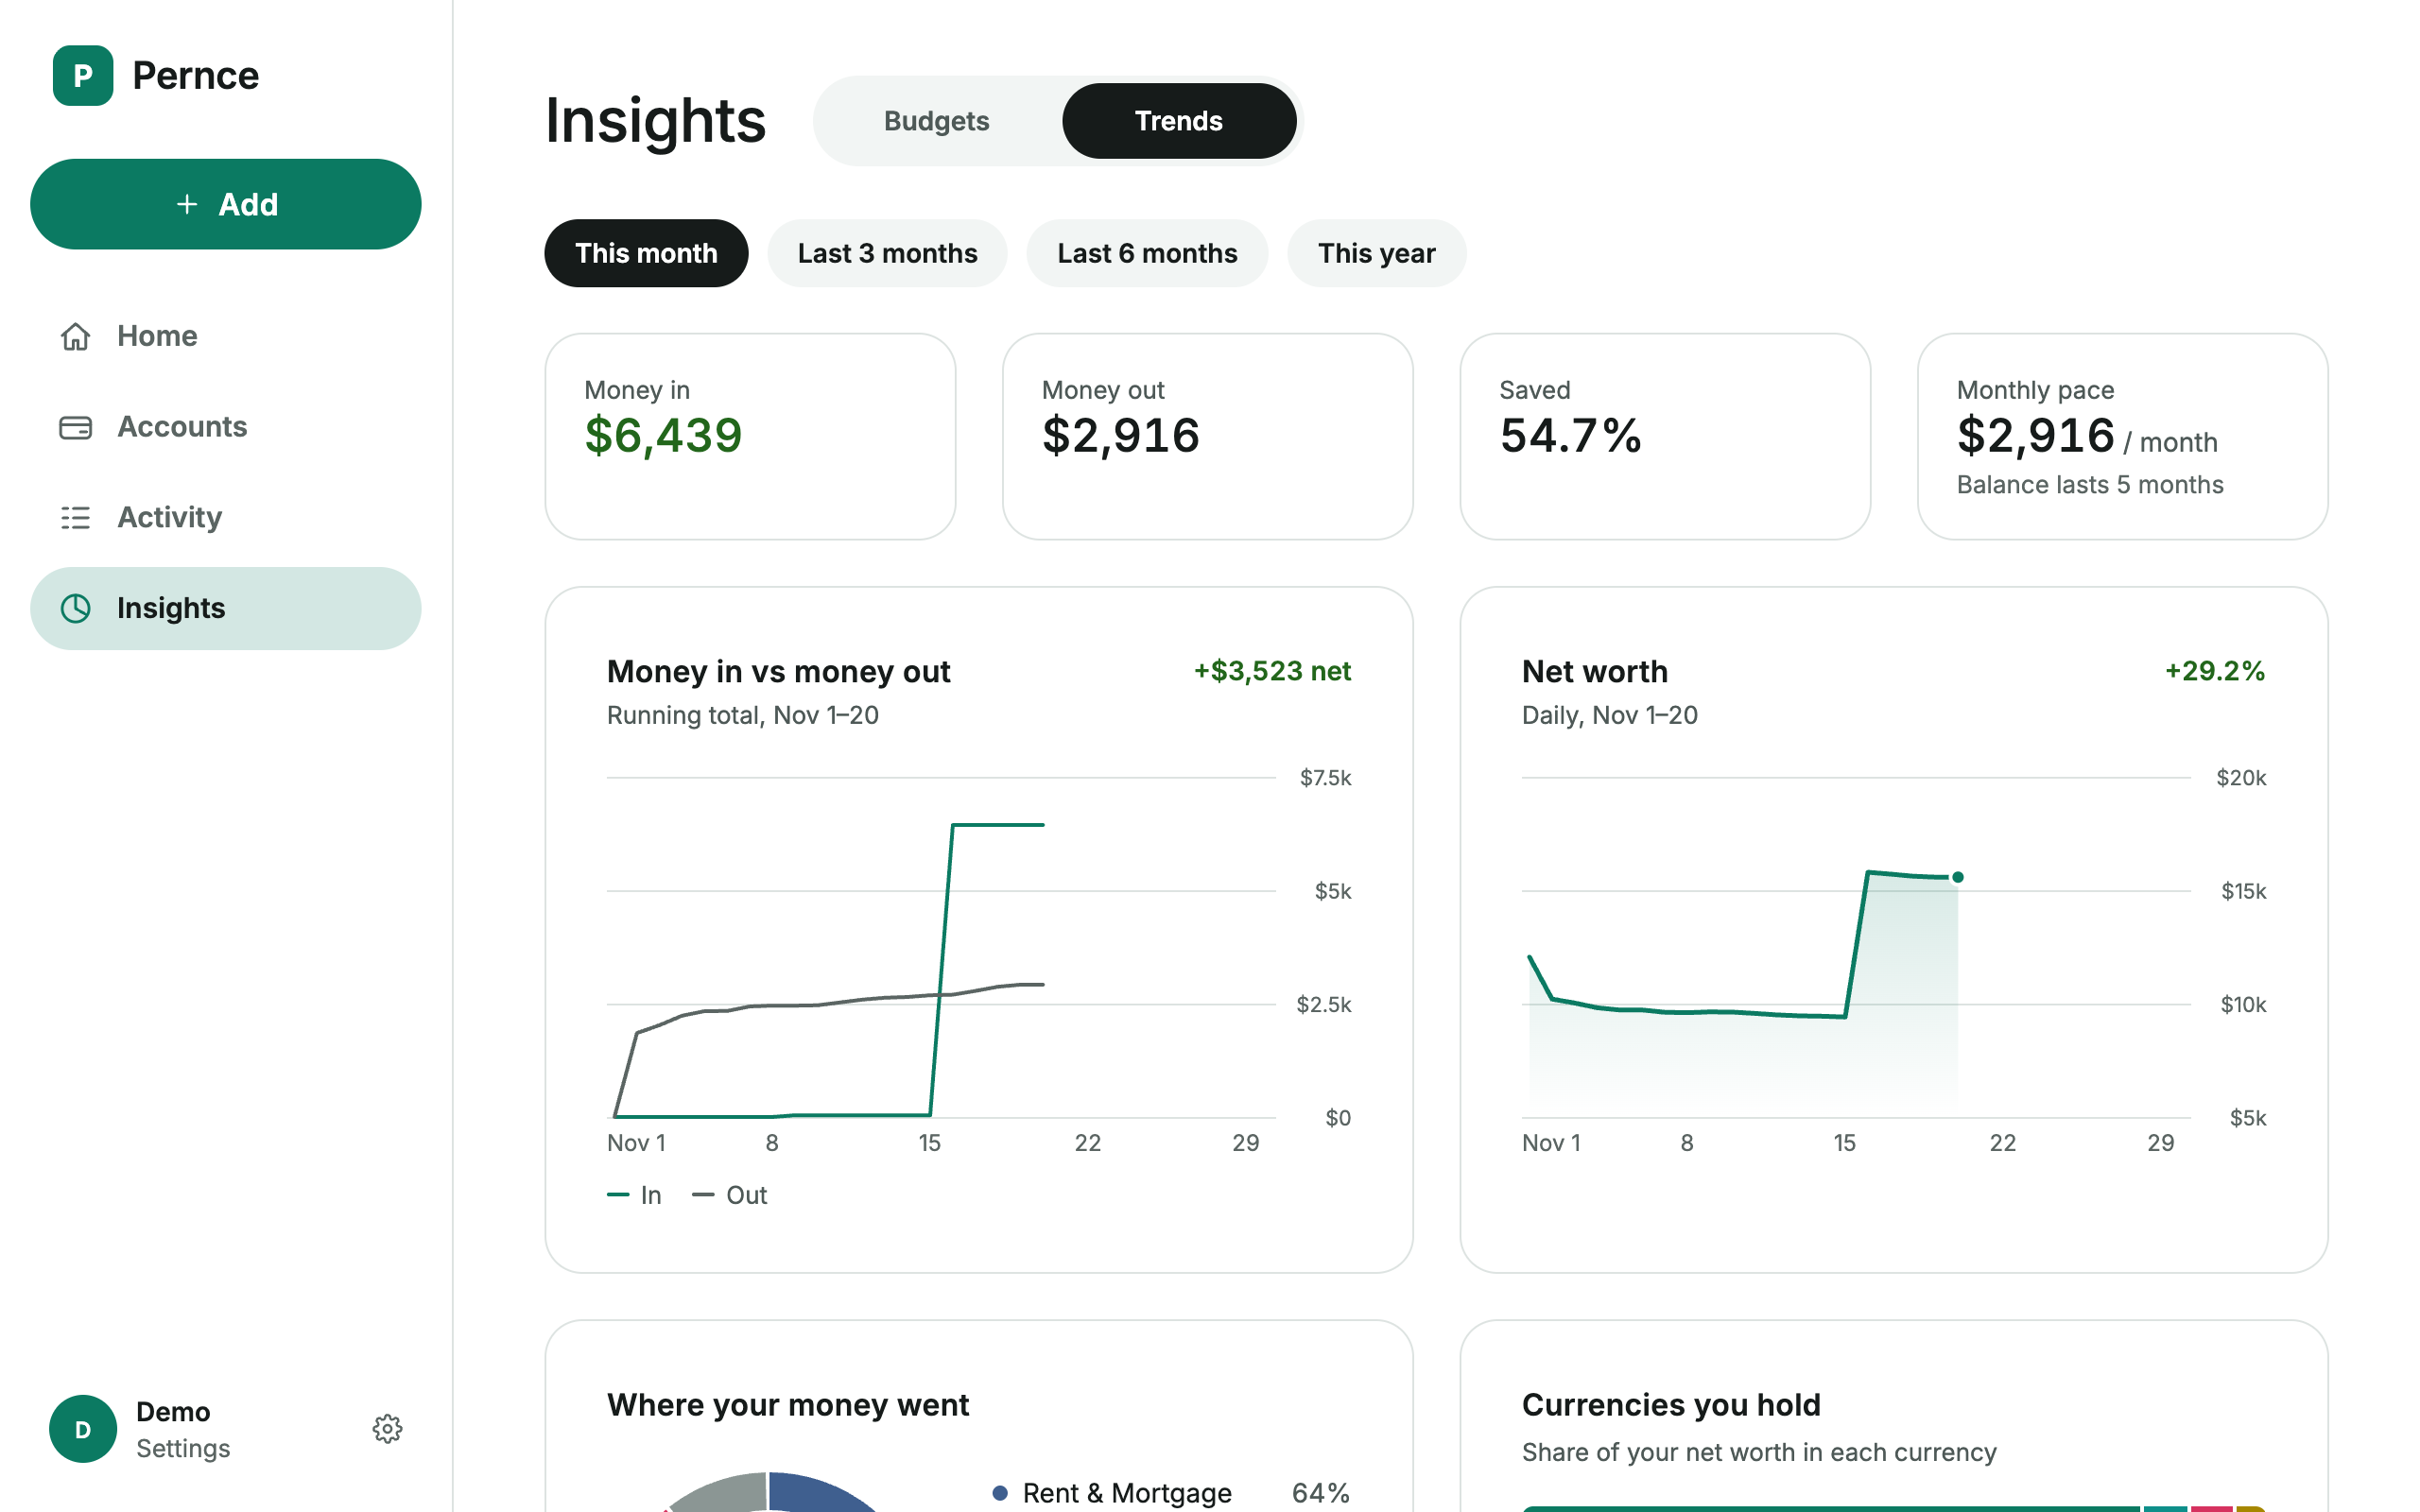 P Pernce
+ Add
Home
Accounts
Activity
Insights
D
Demo
Settings
Insights
Budgets
Trends
This month
Last 3 months
Last 6 months
This year
Money in
$6,439
Money out
$2,916
Saved
54.7%
Monthly pace
$2,916 / month
Balance lasts 5 months
Money in vs money out
+$3,523 net
Running total, Nov 1–20
$7.5k
$5k
$2.5k
$0
Nov 1 8 15 22 29
In Out
Net worth
+29.2%
Daily, Nov 1–20
$20k
$15k
$10k
$5k
Nov 1 8 15 22 29
Where your money went
Rent & Mortgage 64%
Currencies you hold
Share of your net worth in each currency